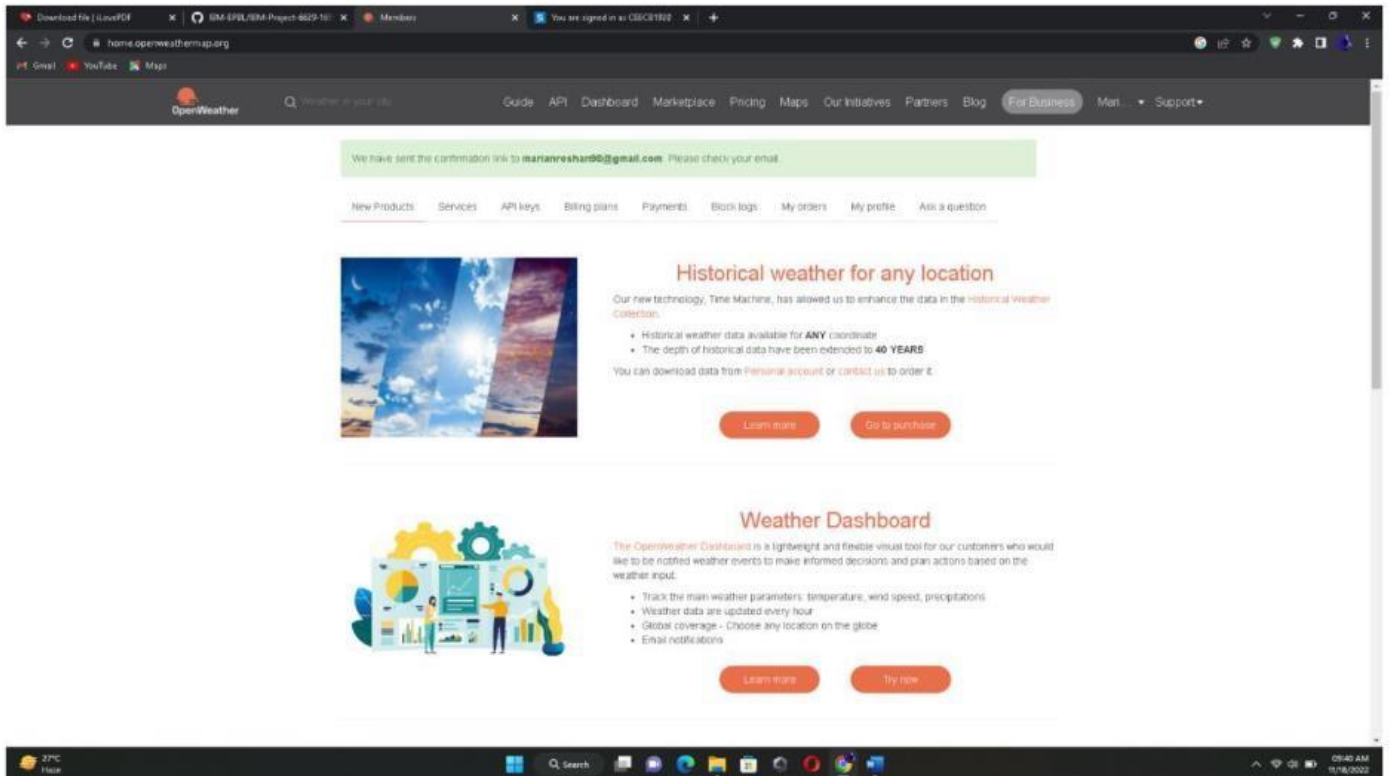 Download file | iLovePDF
IBM-EPBL/IBM-Project-6629-16
Members
You are signed in as
home.openweathermap.org
Gmail YouTube Maps
OpenWeather
Weather in your city
Guide API Dashboard Marketplace Pricing Maps Our Initiatives Partners Blog For Business Mari... Support
We have sent the confirmation link to marianreshan90@gmail.com. Please check your email.
New Products Services API keys Billing plans Payments Block logs My orders My profile Ask a question
Historical weather for any location
Our new technology, Time Machine, has allowed us to enhance the data in the Historical Weather
Collection.
• Historical weather data available for ANY coordinate
• The depth of historical data have been extended to 40 YEARS
You can download data from Personal account or contact us to order it.
Learn more Go to purchase
Weather Dashboard
The OpenWeather Dashboard is a lightweight and flexible visual tool for our customers who would
like to be notified weather events to make informed decisions and plan actions based on the
weather input.
• Track the main weather parameters: temperature, wind speed, precipitations
• Weather data are updated every hour
• Global coverage - Choose any location on the globe
• Email notifications
Learn more Try now
27°C
Haze
Search
09:40 AM
11/18/2022